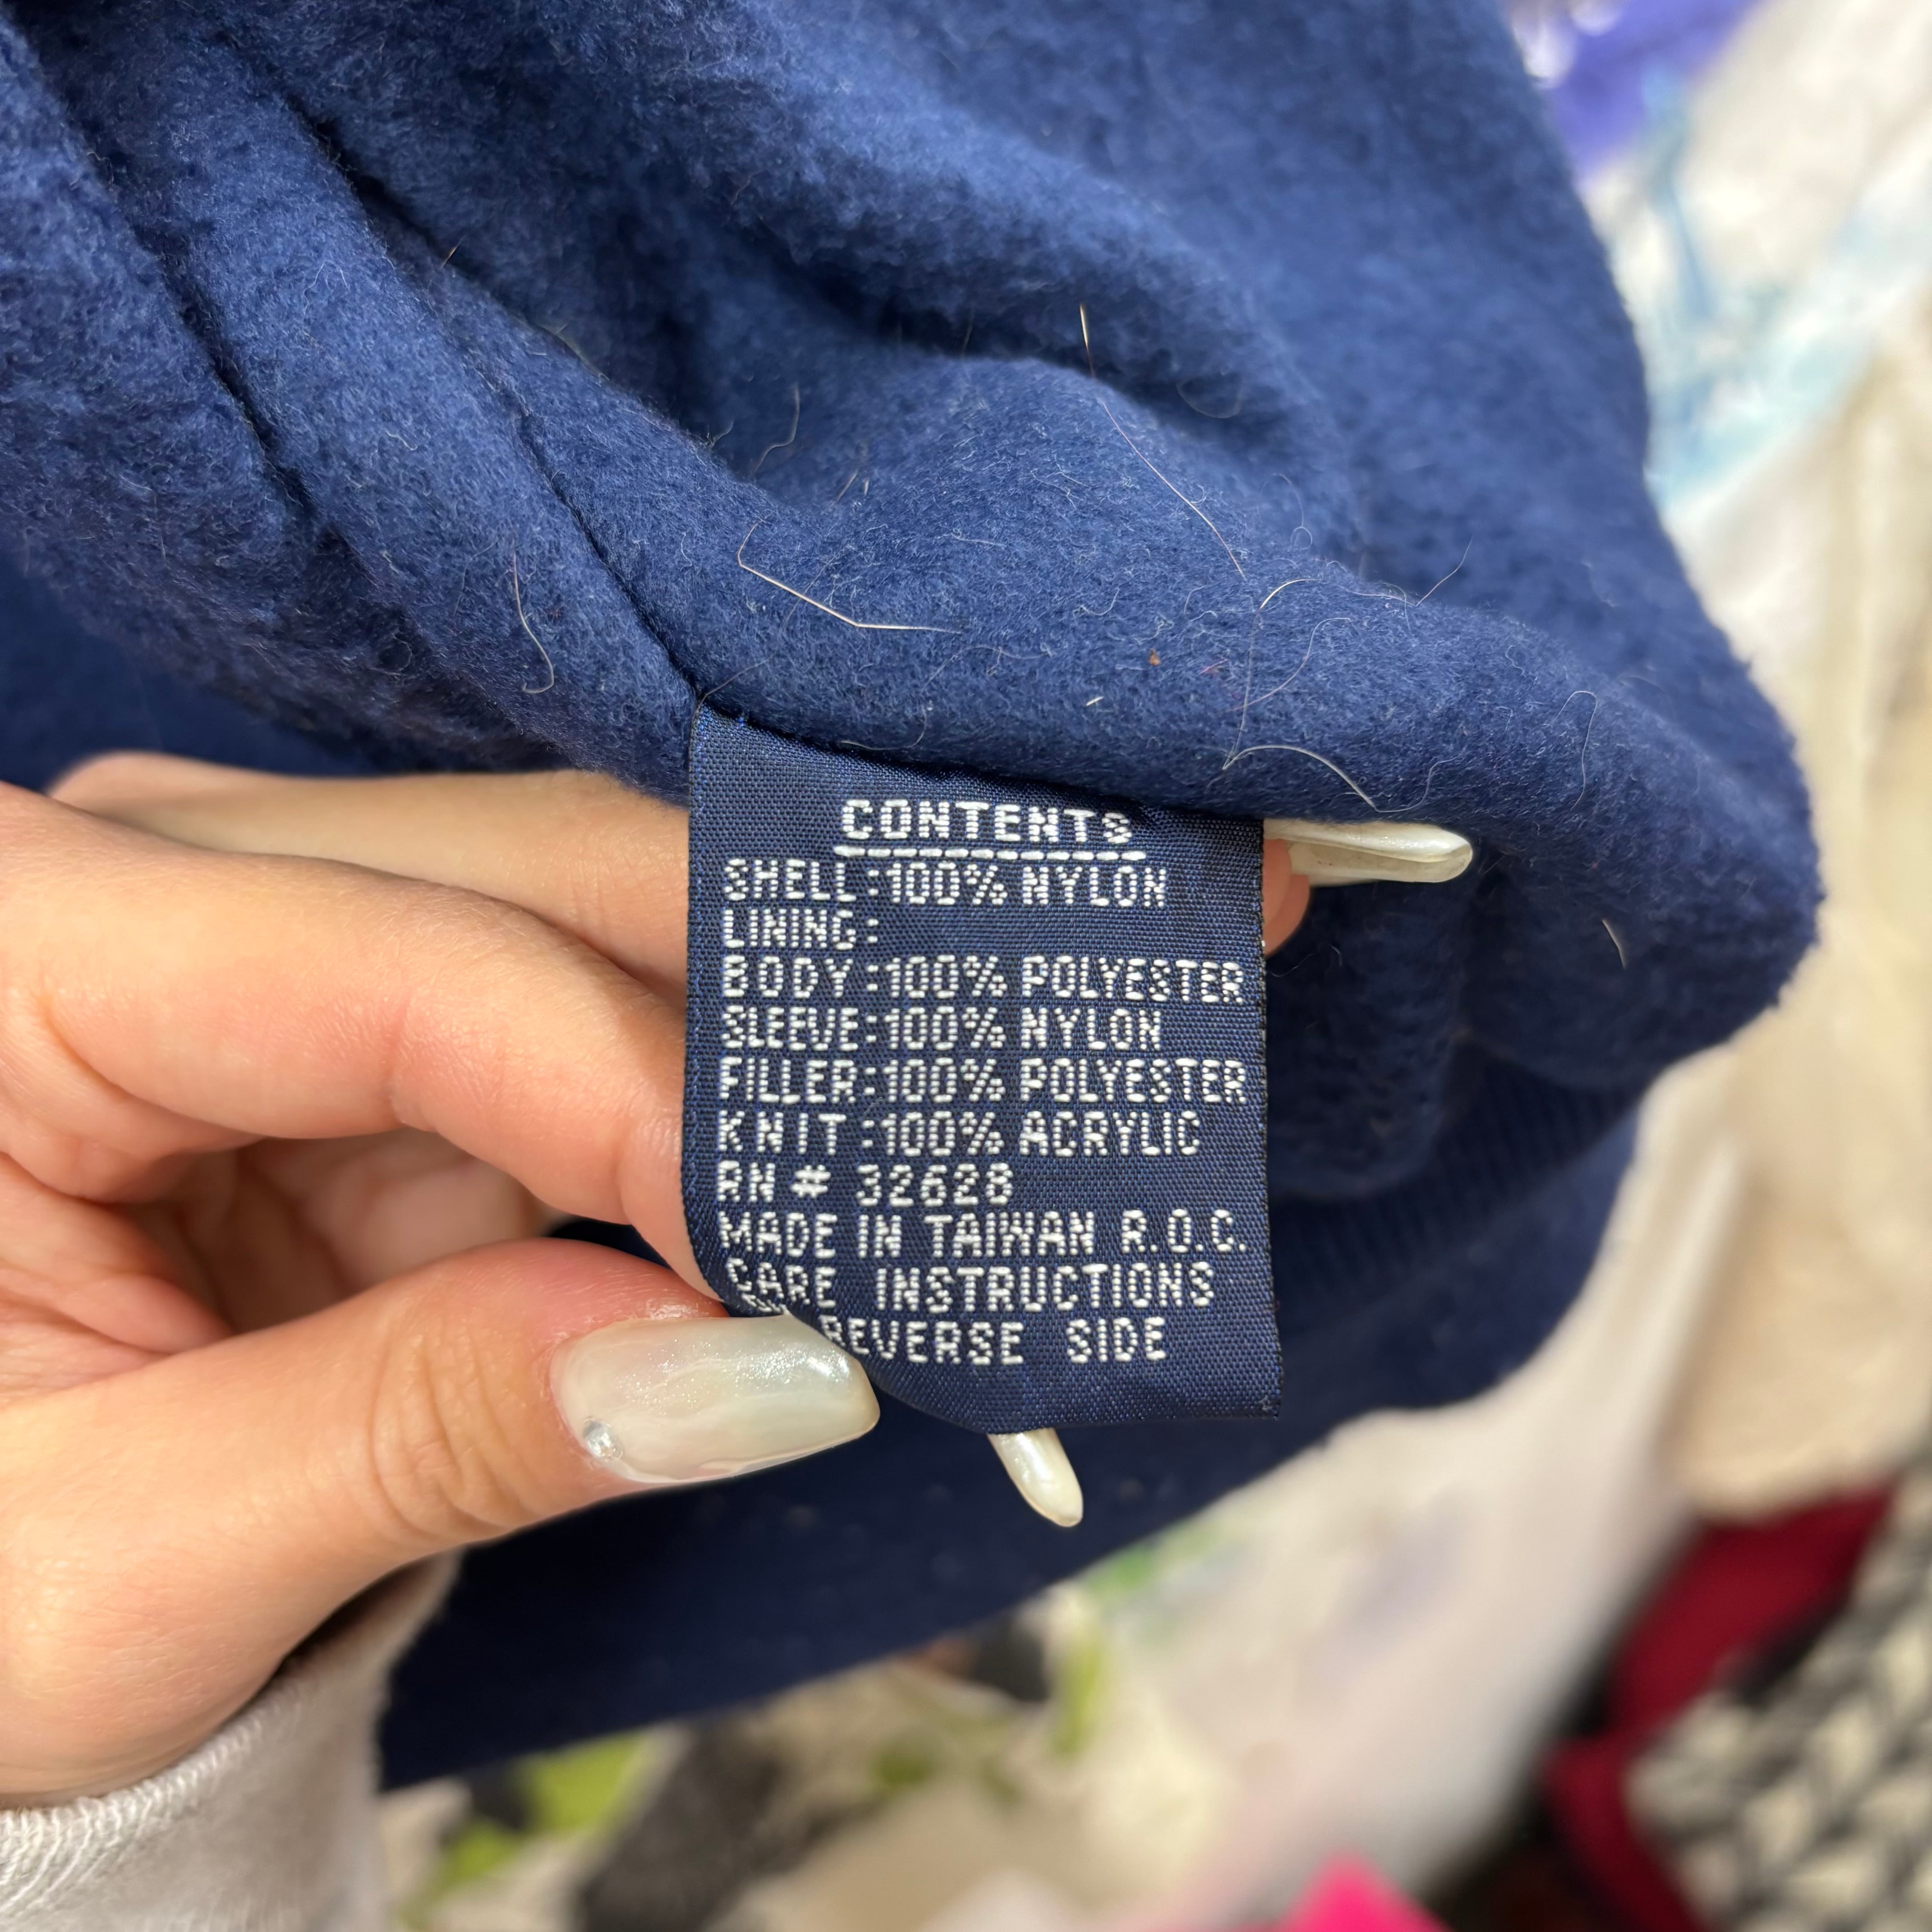 CONTENTS
SHELL:100% NYLON
LINING:
BODY:100% POLYESTER
SLEEVE:100% NYLON
FILLER:100% POLYESTER
KNIT:100% ACRYLIC
RN # 32628
MADE IN TAIWAN R.O.C.
CARE INSTRUCTIONS
REVERSE SIDE